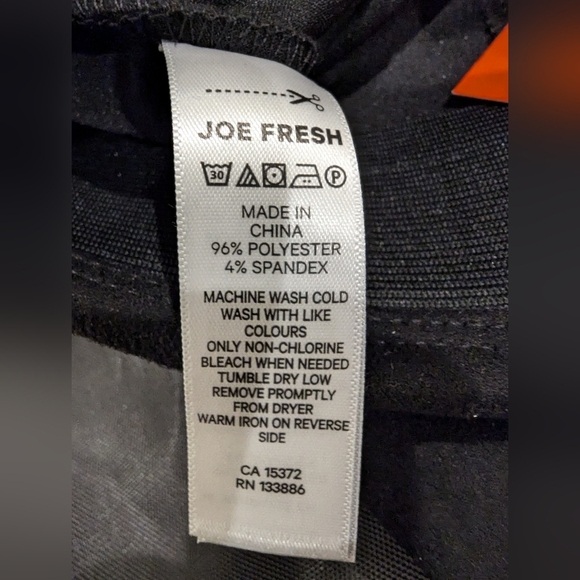 JOE FRESH
30 P
MADE IN
CHINA
96% POLYESTER
4% SPANDEX
MACHINE WASH COLD
WASH WITH LIKE
COLOURS
ONLY NON-CHLORINE
BLEACH WHEN NEEDED
TUMBLE DRY LOW
REMOVE PROMPTLY
FROM DRYER
WARM IRON ON REVERSE
SIDE
CA 15372
RN 133886